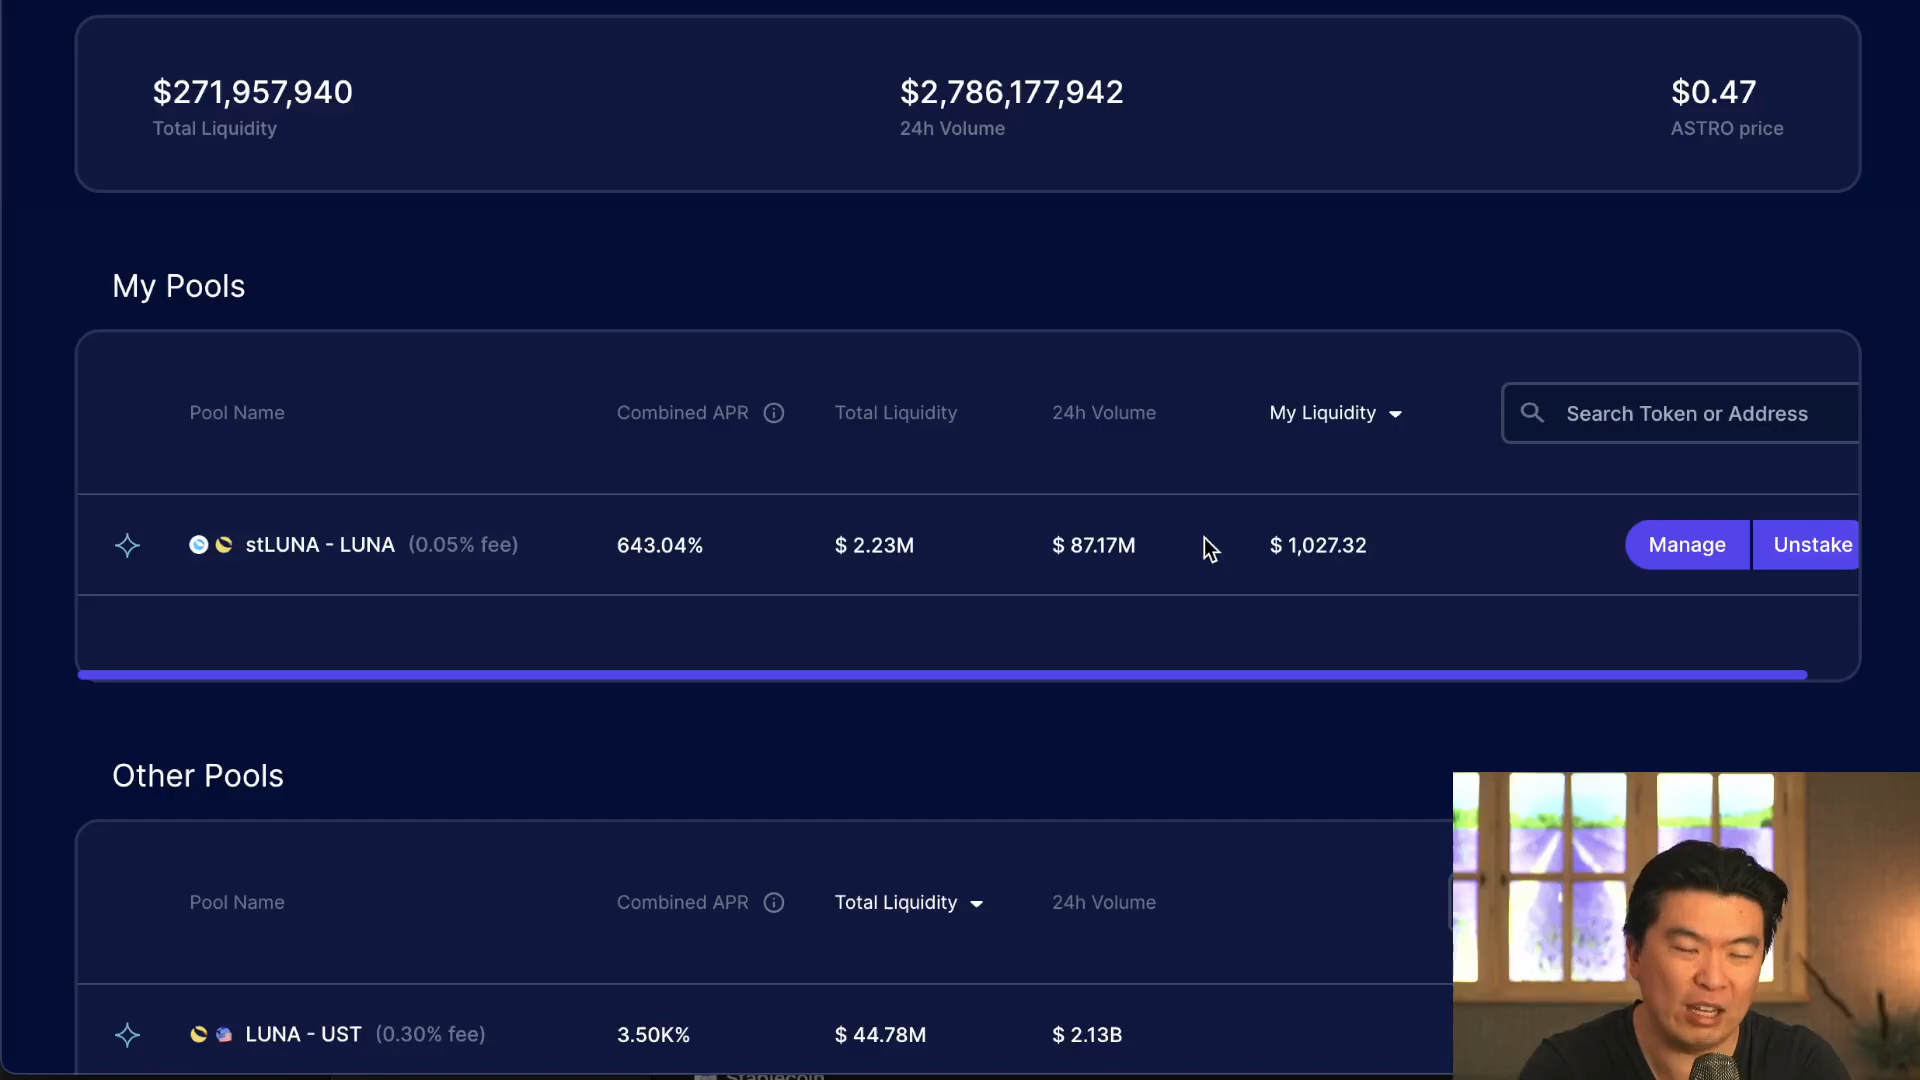 $271,957,940
Total Liquidity
$2,786,177,942
24h Volume
$0.47
ASTRO price
My Pools
Pool Name
Combined APR
Total Liquidity
24h Volume
My Liquidity
Search Token or Address
stLUNA - LUNA (0.05% fee)
643.04%
$ 2.23M
$ 87.17M
$ 1,027.32
Manage
Unstake
Other Pools
Pool Name
Combined APR
Total Liquidity
24h Volume
LUNA - UST (0.30% fee)
3.50K%
$ 44.78M
$ 2.13B
Stablecoin